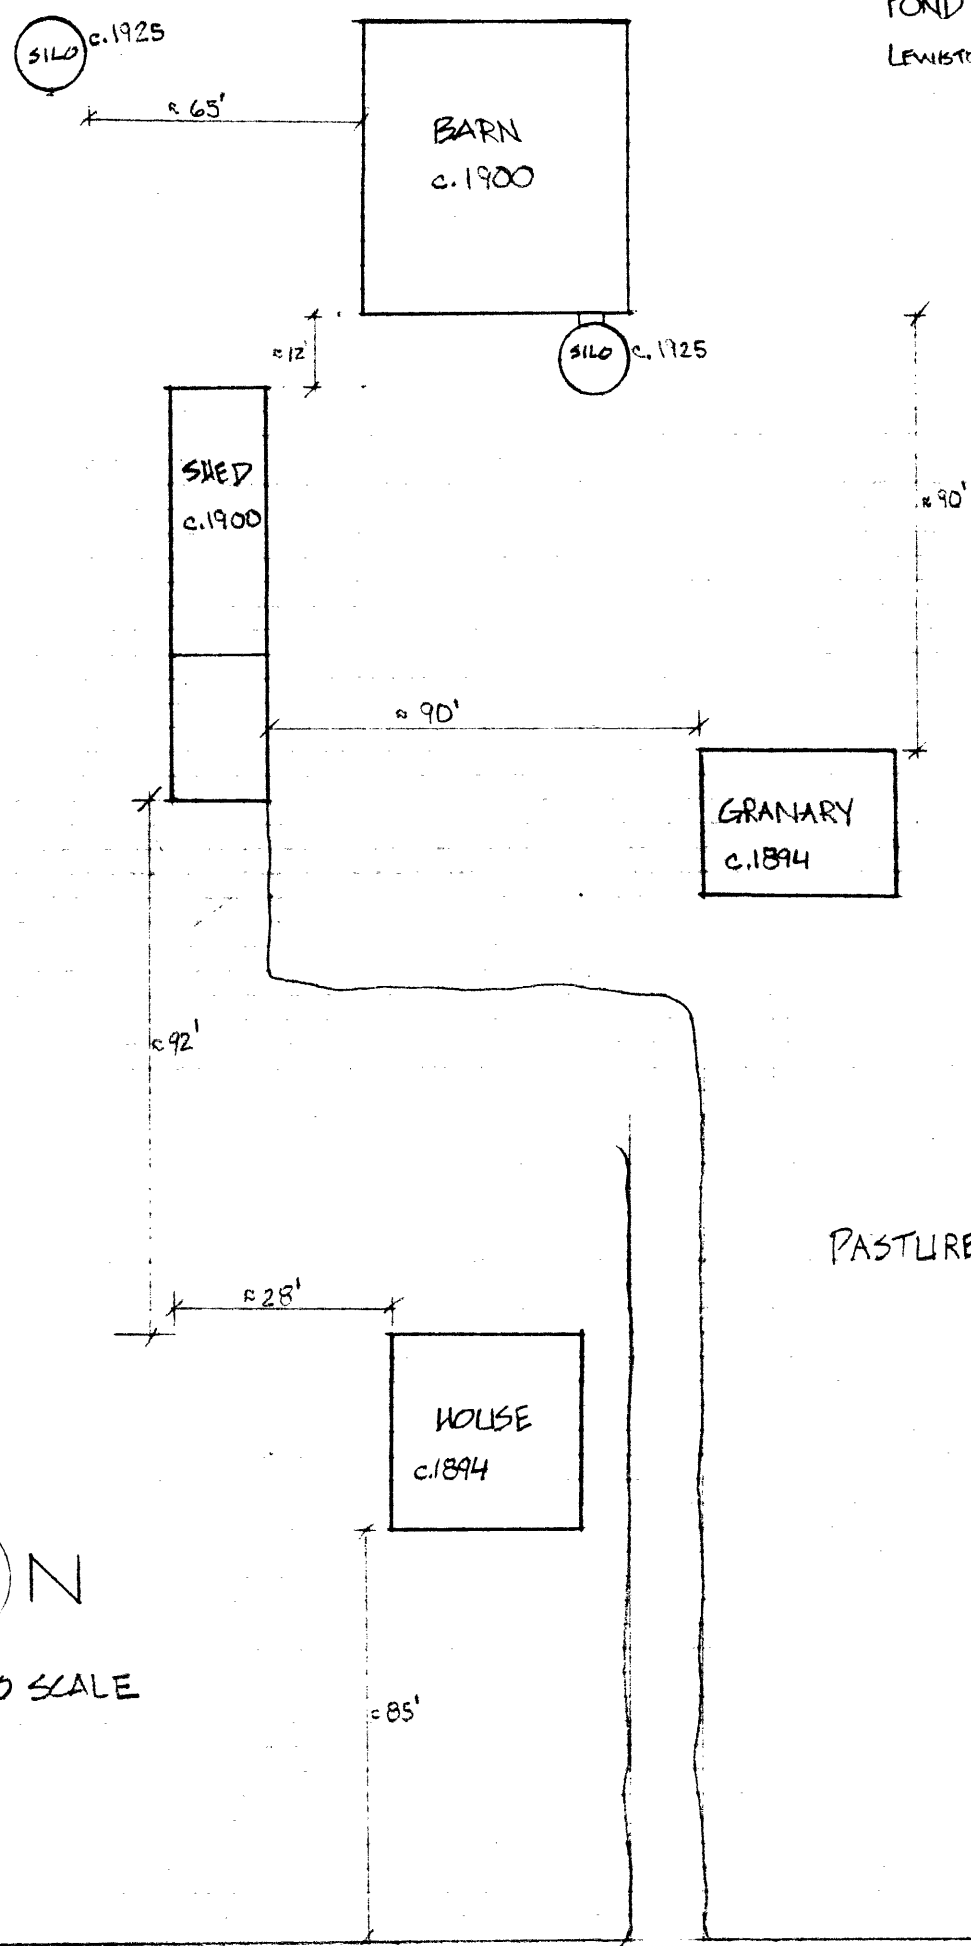 POND
SILO c.1925
LEWISTO
≈ 65'
BARN
c.1900
≈12'
SILO c.1925
SHED
c.1900
≈90'
≈ 90'
GRANARY
c.1894
≈92'
PASTURE
≈28'
HOUSE
c.1894
N
O SCALE
≈85'